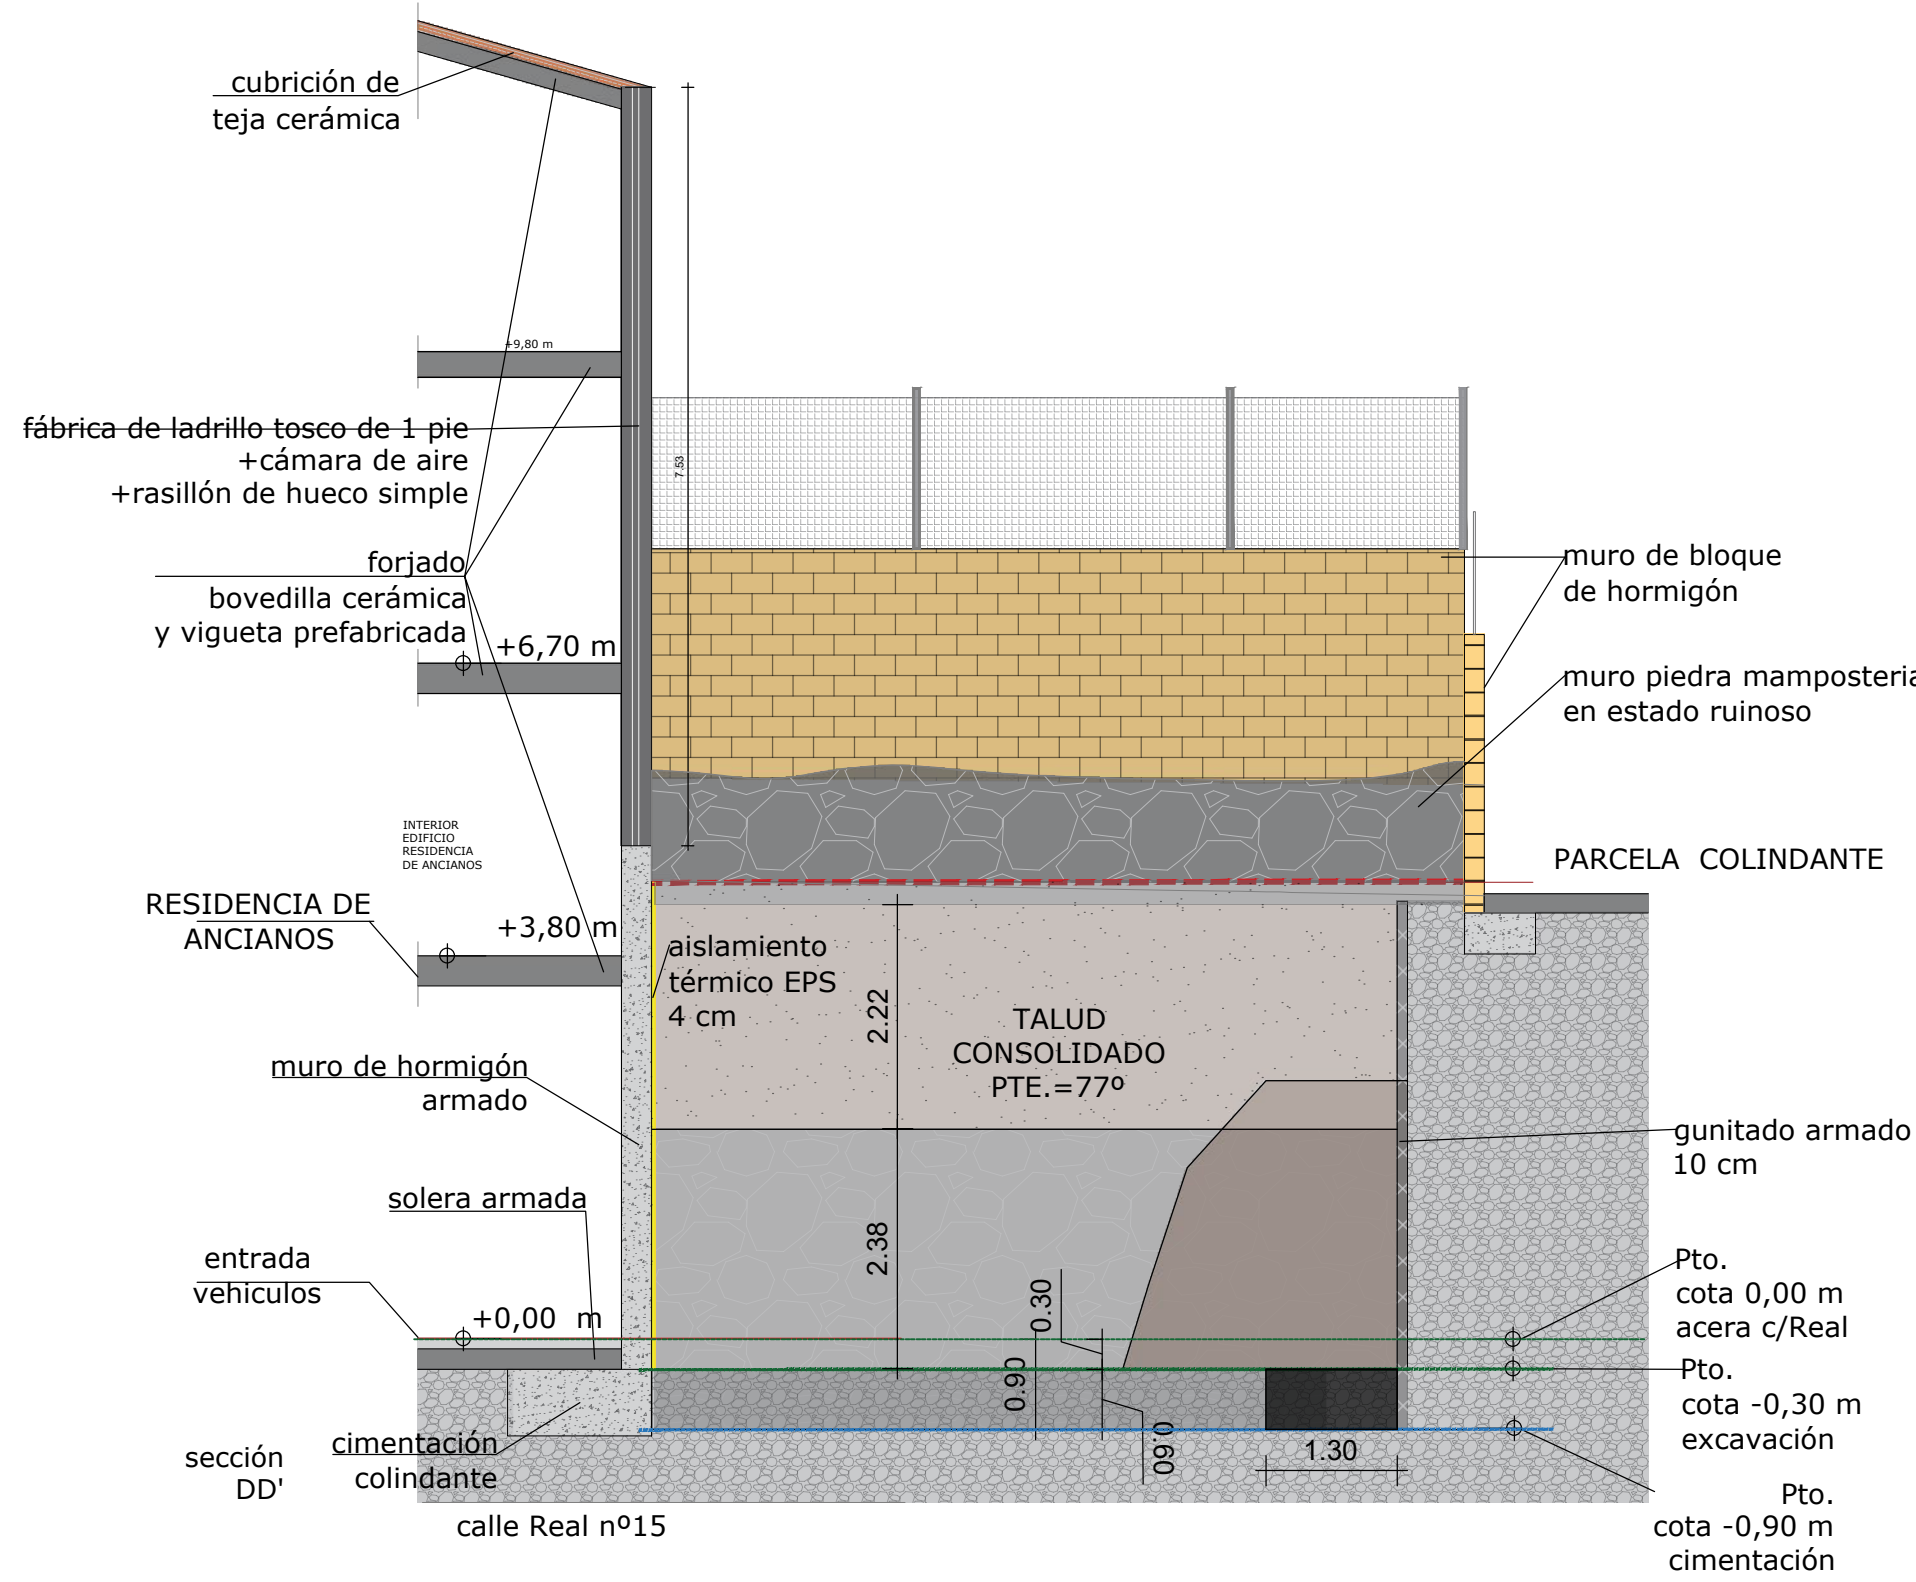 cubrición de
teja cerámica
+9,80 m
fábrica de ladrillo tosco de 1 pie
+cámara de aire
+rasillón de hueco simple
7.53
forjado
bovedilla cerámica
y vigueta prefabricada
+6,70 m
muro de bloque
de hormigón
muro piedra mamposteria
en estado ruinoso
INTERIOR
EDIFICIO
RESIDENCIA
DE ANCIANOS
PARCELA COLINDANTE
RESIDENCIA DE
ANCIANOS
+3,80 m
aislamiento
térmico EPS
4 cm
2.22
TALUD
CONSOLIDADO
PTE.=77º
muro de hormigón
armado
gunitado armado
10 cm
solera armada
2.38
entrada
vehiculos
+0,00 m
0.30
0.90
0.60
1.30
Pto.
cota 0,00 m
acera c/Real
Pto.
cota -0,30 m
excavación
Pto.
cota -0,90 m
cimentación
sección
DD'
cimentación
colindante
calle Real nº15